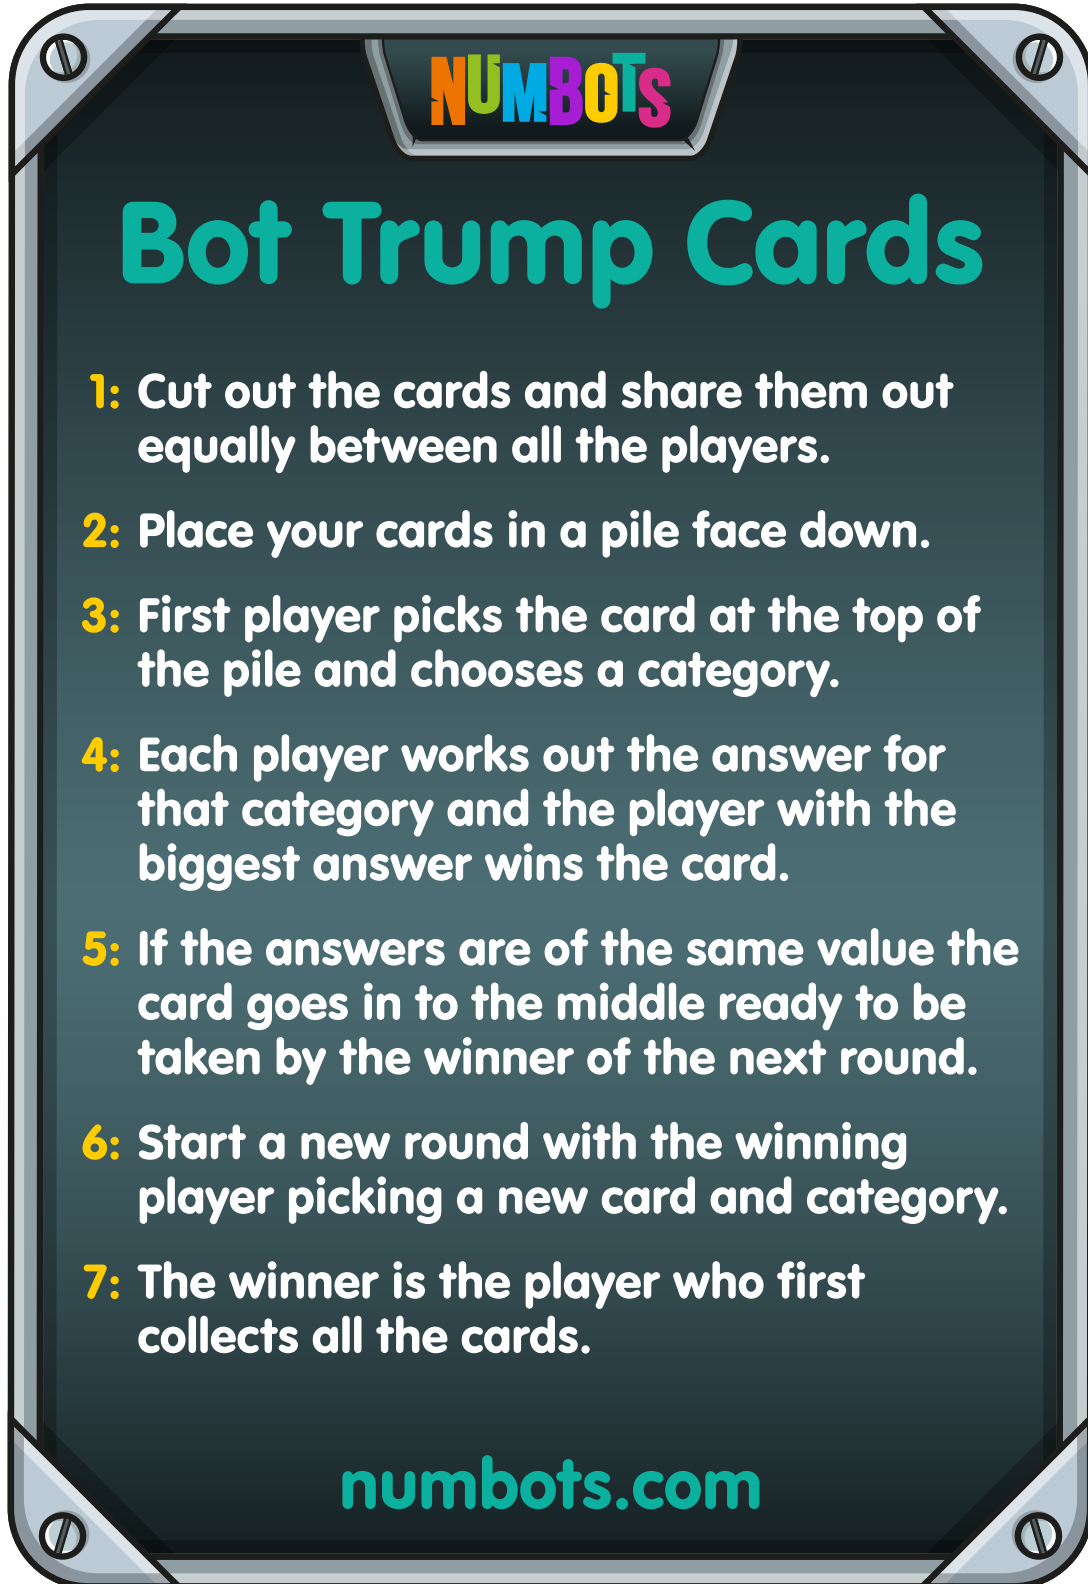 NUMBOTS
Bot Trump Cards
1: Cut out the cards and share them out
equally between all the players.
2: Place your cards in a pile face down.
3: First player picks the card at the top of
the pile and chooses a category.
4: Each player works out the answer for
that category and the player with the
biggest answer wins the card.
5: If the answers are of the same value the
card goes in to the middle ready to be
taken by the winner of the next round.
6: Start a new round with the winning
player picking a new card and category.
7: The winner is the player who first
collects all the cards.
numbots.com